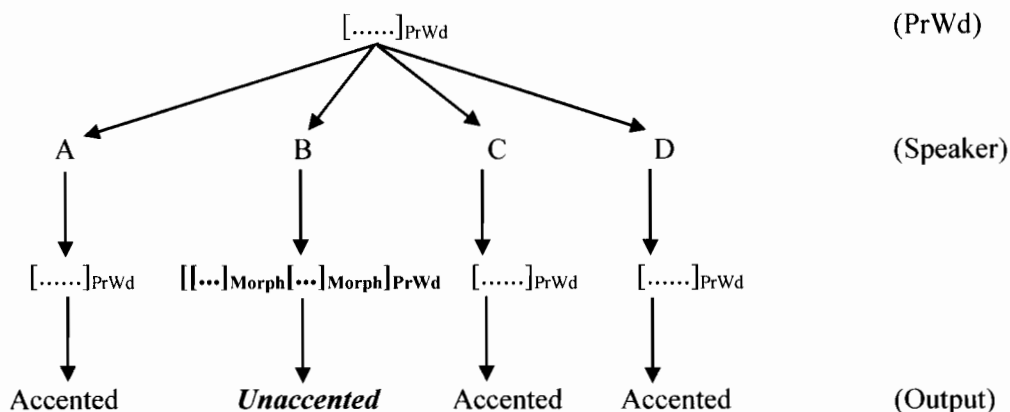 [......]PrWd (PrWd)
A B C D (Speaker)
[......]PrWd [[...]Morph[...]Morph]PrWd [......]PrWd [......]PrWd
Accented Unaccented Accented Accented (Output)